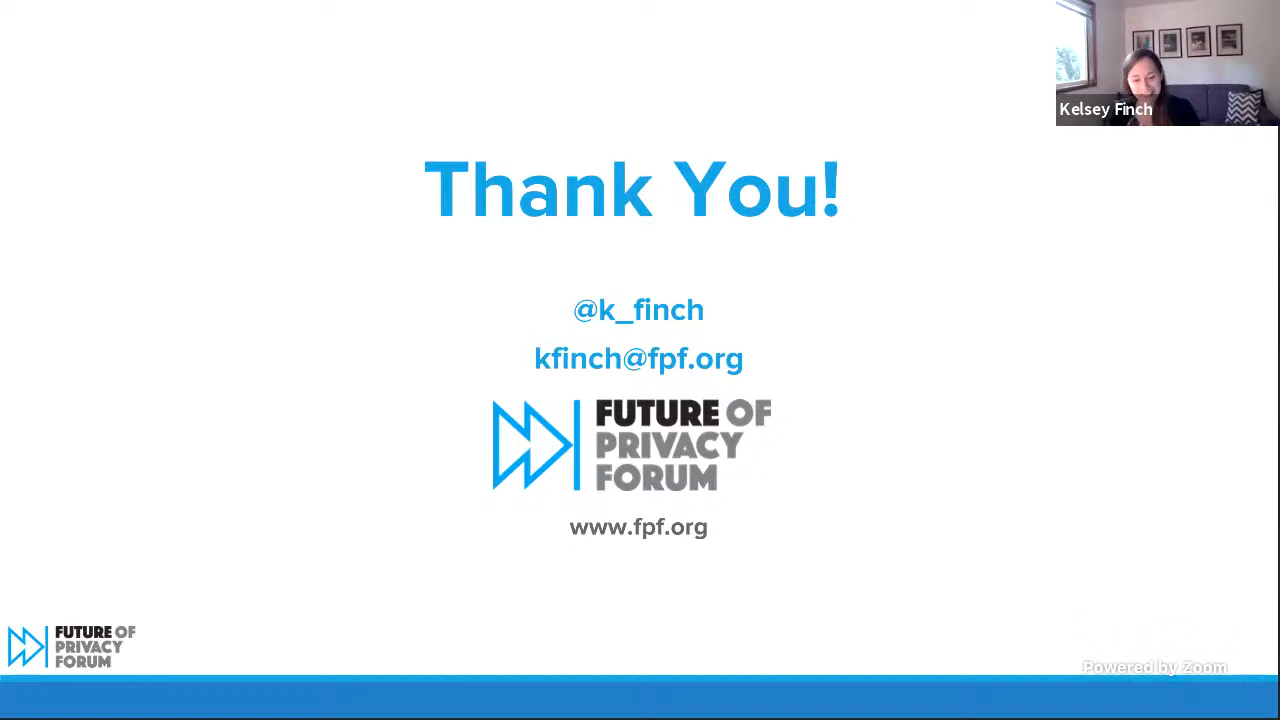 Kelsey Finch
Thank You!
@k_finch
kfinch@fpf.org
FUTURE OF
PRIVACY
FORUM
www.fpf.org
FUTURE OF
PRIVACY
FORUM
Powered by Zoom